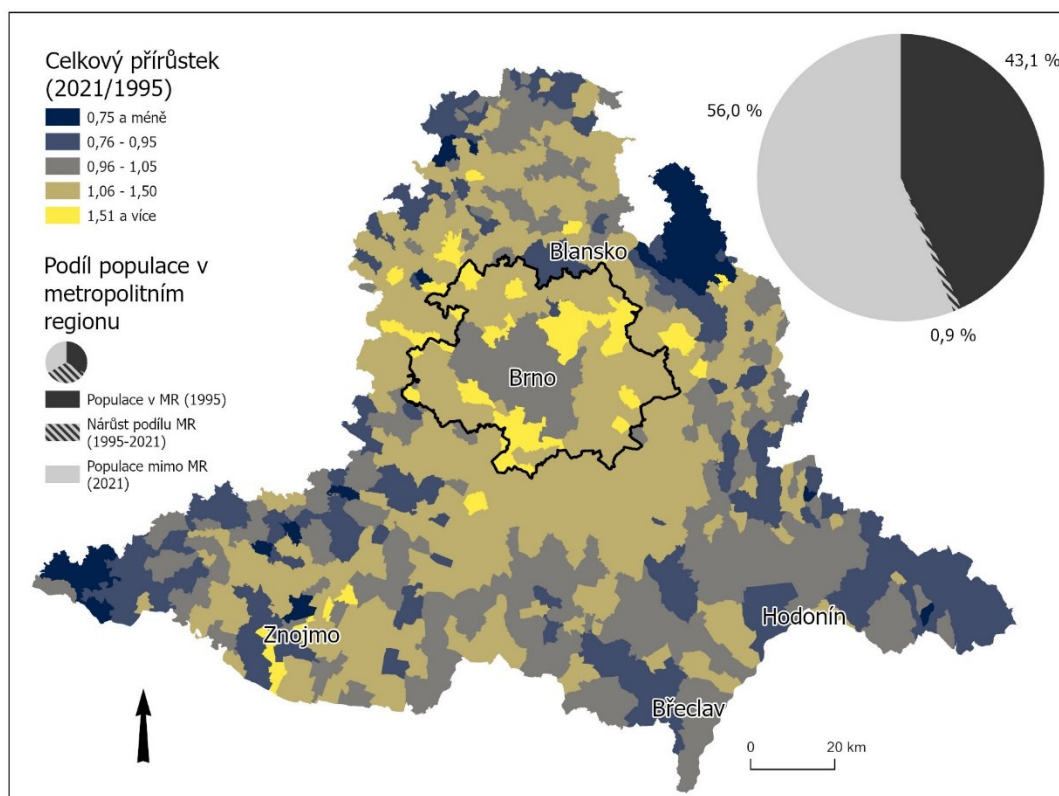 Celkový přírůstek
(2021/1995)
0,75 a méně
0,76 - 0,95
0,96 - 1,05
1,06 - 1,50
1,51 a více
Podíl populace v
metropolitním
regionu
Populace v MR (1995)
Nárůst podílu MR
(1995-2021)
Populace mimo MR
(2021)
43,1 %
56,0 %
0,9 %
Blansko
Brno
Znojmo
Hodonín
Břeclav
0
20 km